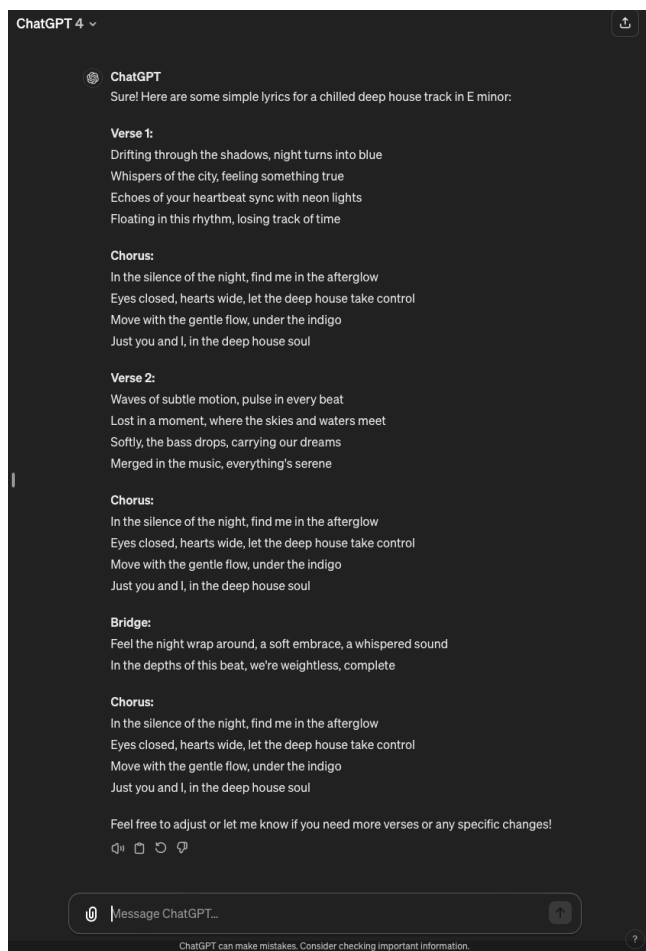 ChatGPT 4
ChatGPT
Sure! Here are some simple lyrics for a chilled deep house track in E minor:
Verse 1:
Drifting through the shadows, night turns into blue
Whispers of the city, feeling something true
Echoes of your heartbeat sync with neon lights
Floating in this rhythm, losing track of time
Chorus:
In the silence of the night, find me in the afterglow
Eyes closed, hearts wide, let the deep house take control
Move with the gentle flow, under the indigo
Just you and I, in the deep house soul
Verse 2:
Waves of subtle motion, pulse in every beat
Lost in a moment, where the skies and waters meet
Softly, the bass drops, carrying our dreams
Merged in the music, everything's serene
Chorus:
In the silence of the night, find me in the afterglow
Eyes closed, hearts wide, let the deep house take control
Move with the gentle flow, under the indigo
Just you and I, in the deep house soul
Bridge:
Feel the night wrap around, a soft embrace, a whispered sound
In the depths of this beat, we're weightless, complete
Chorus:
In the silence of the night, find me in the afterglow
Eyes closed, hearts wide, let the deep house take control
Move with the gentle flow, under the indigo
Just you and I, in the deep house soul
Feel free to adjust or let me know if you need more verses or any specific changes!
Message ChatGPT...
ChatGPT can make mistakes. Consider checking important information.
?